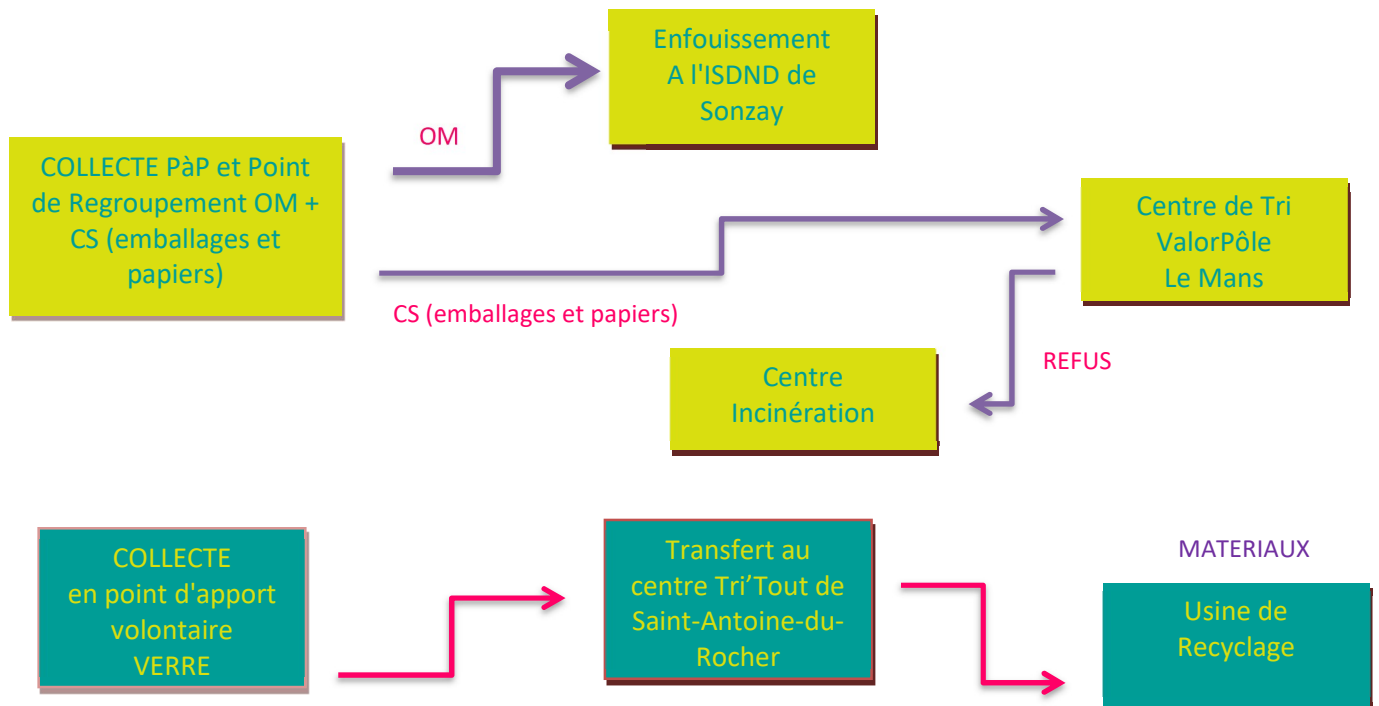 Enfouissement
A l'ISDND de
Sonzay
OM
COLLECTE PàP et Point
de Regroupement OM +
CS (emballages et
papiers)
Centre de Tri
ValorPôle
Le Mans
CS (emballages et papiers)
REFUS
Centre
Incinération
COLLECTE
en point d'apport
volontaire
VERRE
Transfert au
centre Tri’Tout de
Saint-Antoine-du-
Rocher
MATERIAUX
Usine de
Recyclage